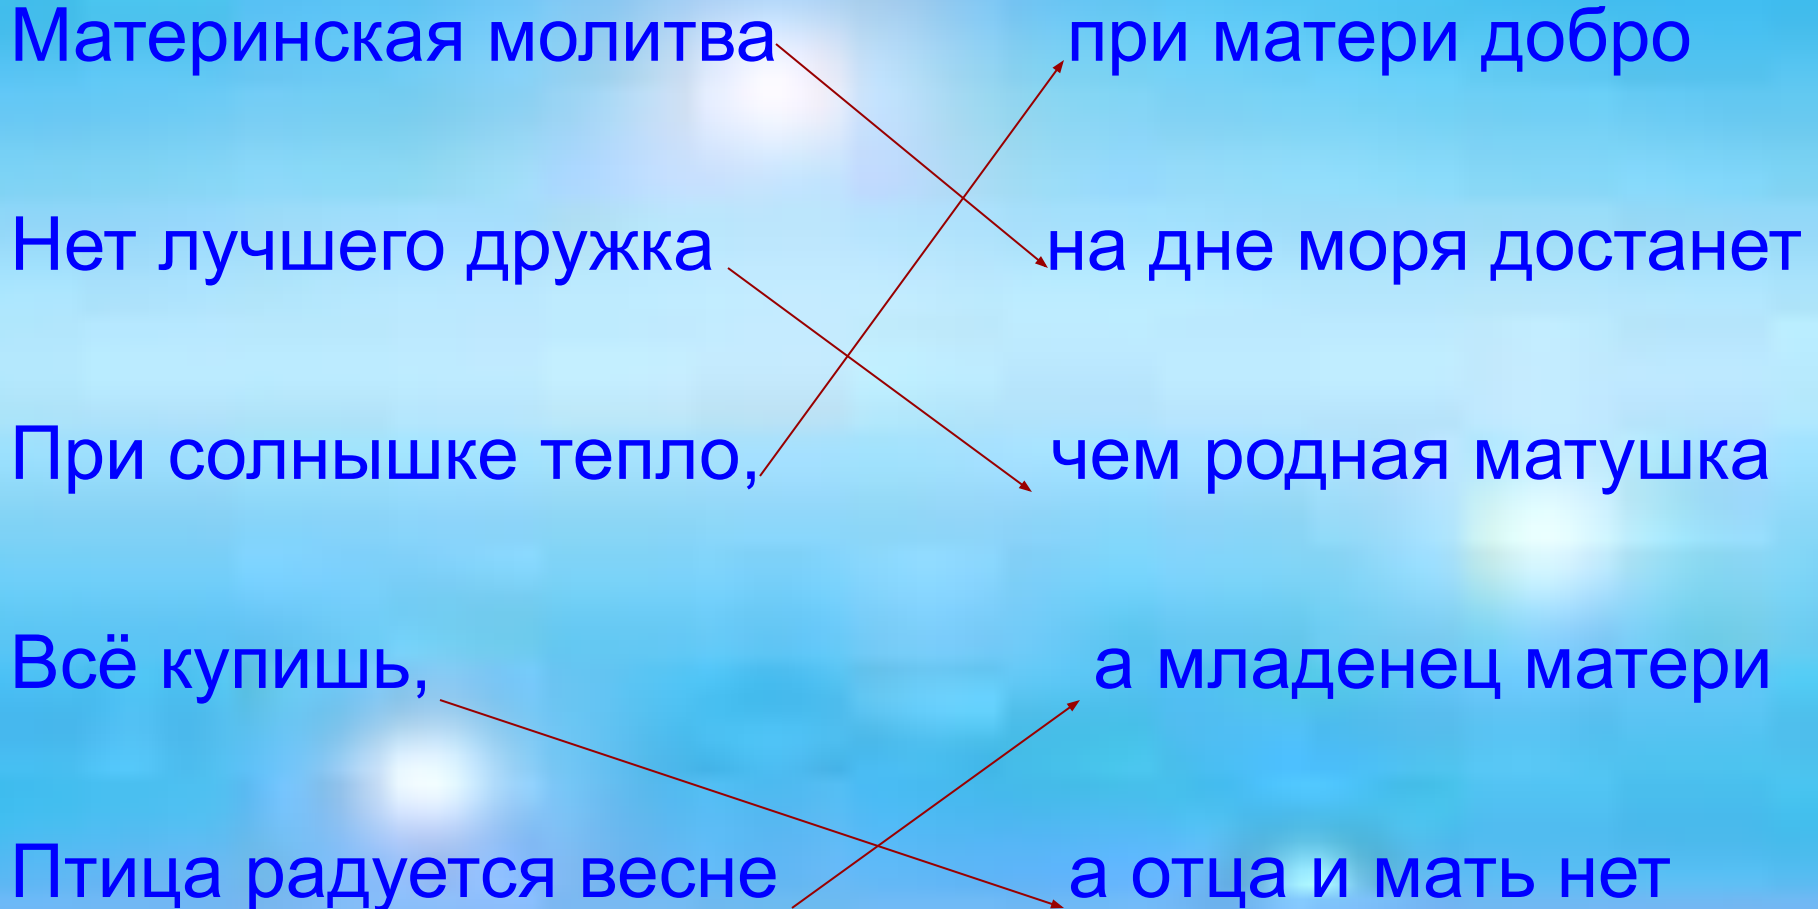 Материнская молитва при матери добро
Нет лучшего дружка на дне моря достанет
При солнышке тепло, чем родная матушка
Всё купишь, а младенец матери
Птица радуется весне а отца и мать нет